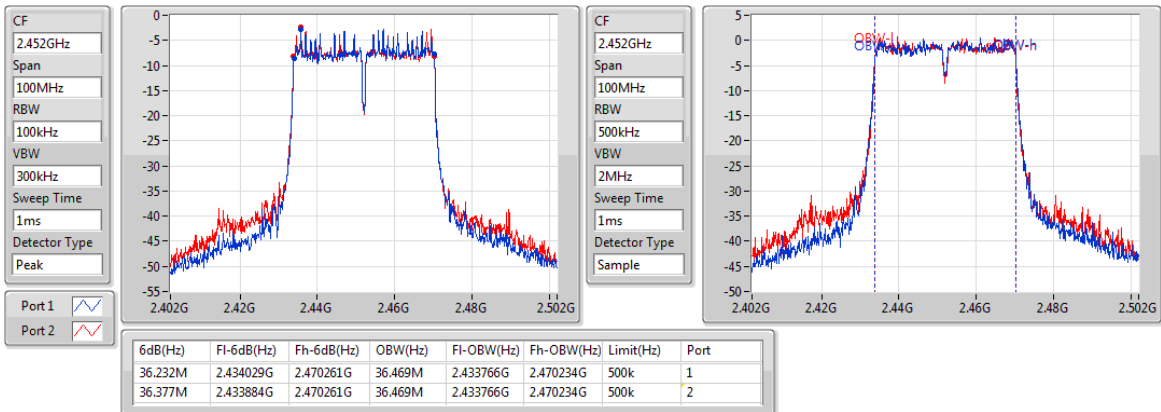 CF
2.452GHz
Span
100MHz
RBW
100kHz
VBW
300kHz
Sweep Time
1ms
Detector Type
Peak
Port 1
Port 2
0
-5
-10
-15
-20
-25
-30
-35
-40
-45
-50
-55
2.402G 2.42G 2.44G 2.46G 2.48G 2.502G
CF
2.452GHz
Span
100MHz
RBW
500kHz
VBW
2MHz
Sweep Time
1ms
Detector Type
Sample
5
0
-5
-10
-15
-20
-25
-30
-35
-40
-45
-50
OBW-l
OBW-h
2.402G 2.42G 2.44G 2.46G 2.48G 2.502G
6dB(Hz) Fl-6dB(Hz) Fh-6dB(Hz) OBW(Hz) Fl-OBW(Hz) Fh-OBW(Hz) Limit(Hz) Port
36.232M 2.434029G 2.470261G 36.469M 2.433766G 2.470234G 500k 1
36.377M 2.433884G 2.470261G 36.469M 2.433766G 2.470234G 500k 2